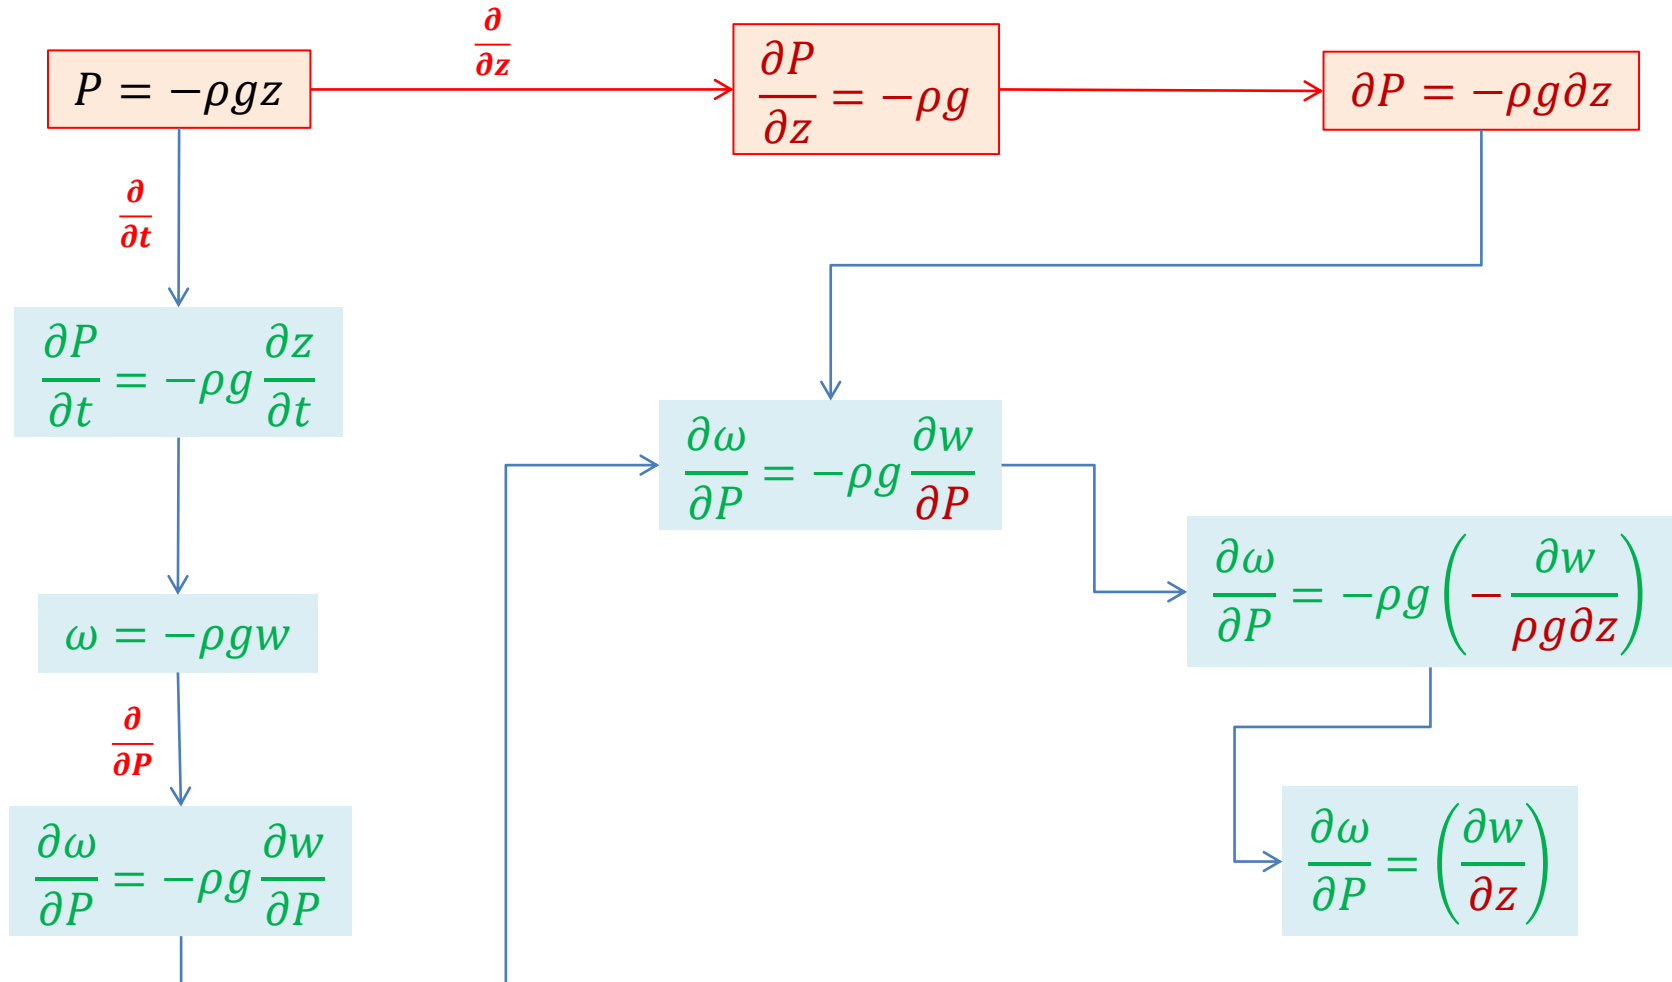 ∂/∂z
P = −ρgz
∂P/∂z = −ρg
∂P = −ρg∂z
∂/∂t
∂P/∂t = −ρg ∂z/∂t
∂ω/∂P = −ρg ∂w/∂P
∂ω/∂P = −ρg (− ∂w/ρg∂z)
ω = −ρgw
∂/∂P
∂ω/∂P = −ρg ∂w/∂P
∂ω/∂P = (∂w/∂z)